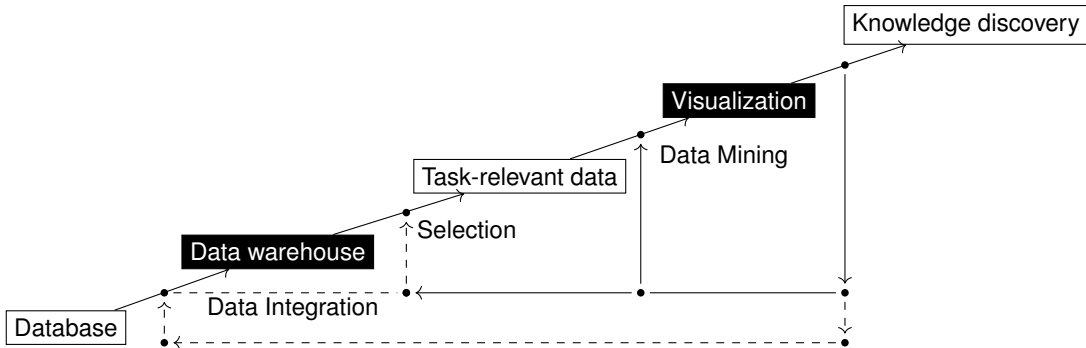 Knowledge discovery
Visualization
Data Mining
Task-relevant data
Selection
Data warehouse
Data Integration
Database